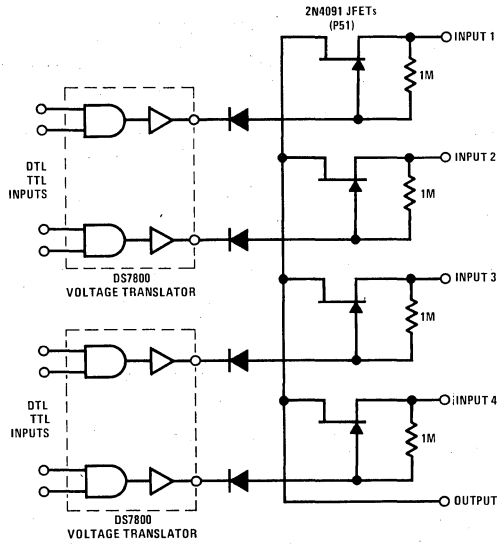 2N4091 JFETs
(P51)
INPUT 1
1M
DTL
TTL
INPUTS
INPUT 2
1M
DS7800
VOLTAGE TRANSLATOR
INPUT 3
1M
DTL
TTL
INPUTS
INPUT 4
1M
OUTPUT
DS7800
VOLTAGE TRANSLATOR